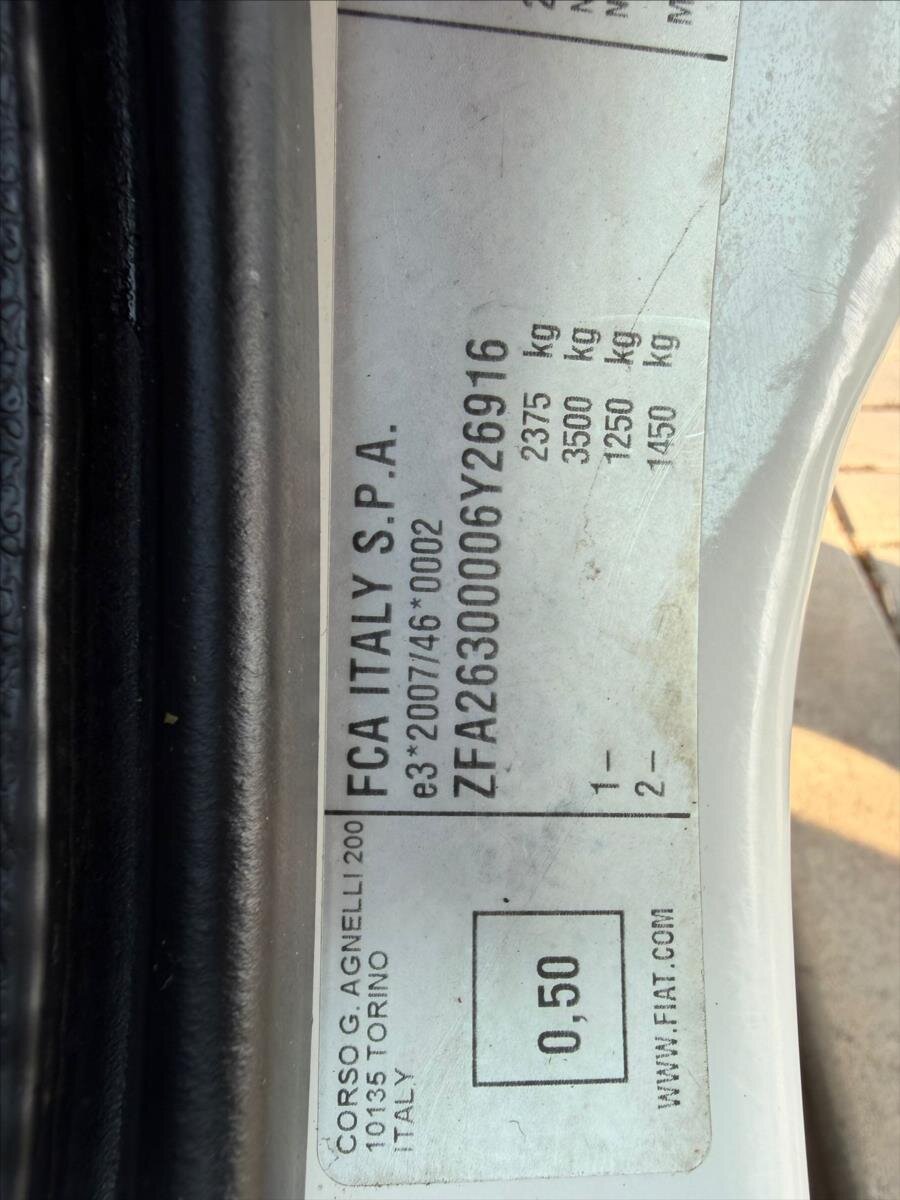 CORSO G. AGNELLI 200
10135 TORINO
ITALY
0,50
WWW.FIAT.COM
FCA ITALY S.P.A.
e3*2007/46*0002
ZFA26300006Y26916
2375 kg
3500 kg
1- 1250 kg
2- 1450 kg